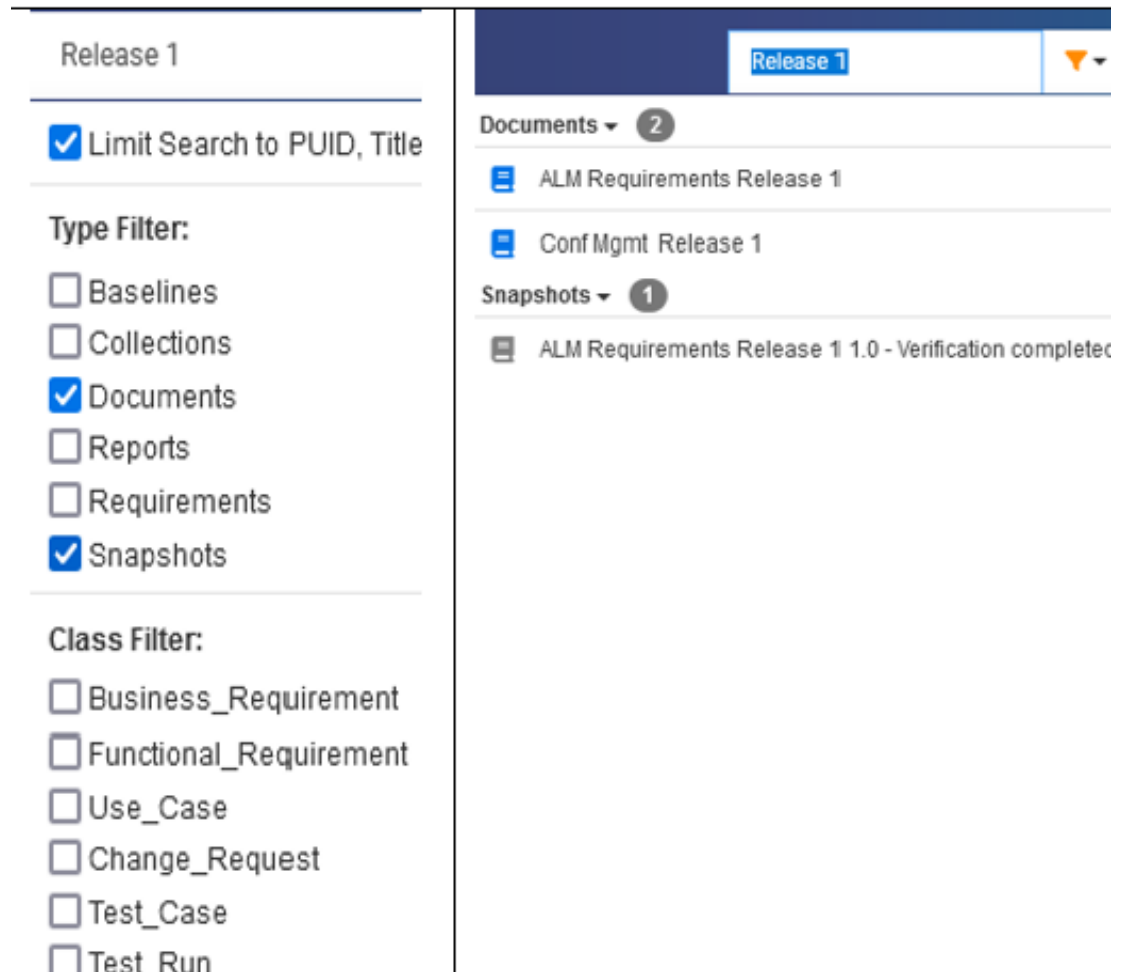 Release 1
Limit Search to PUID, Title
Type Filter:
Baselines
Collections
Documents
Reports
Requirements
Snapshots
Class Filter:
Business_Requirement
Functional_Requirement
Use_Case
Change_Request
Test_Case
Test_Run
Release 1
Documents 2
ALM Requirements Release 1
Conf Mgmt Release 1
Snapshots 1
ALM Requirements Release 1 1.0 - Verification completed